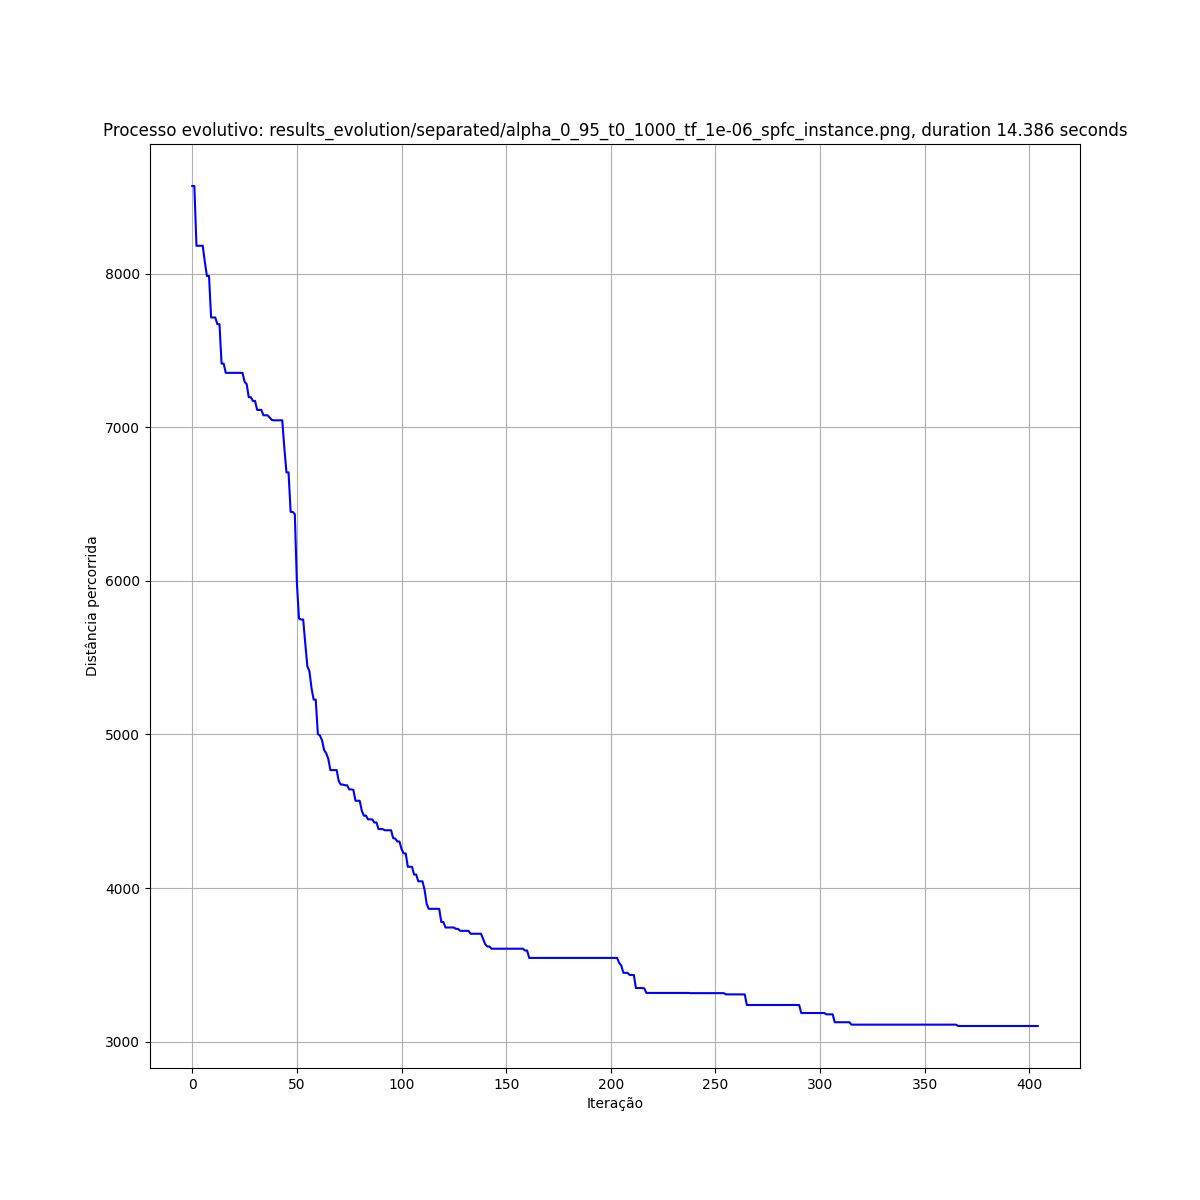 Processo evolutivo: results_evolution/separated/alpha_0_95_t0_1000_tf_1e-06_spfc_instance.png, duration 14.386 seconds
8000
7000
6000
5000
4000
3000
Distância percorrida
0 50 100 150 200 250 300 350 400
Iteração